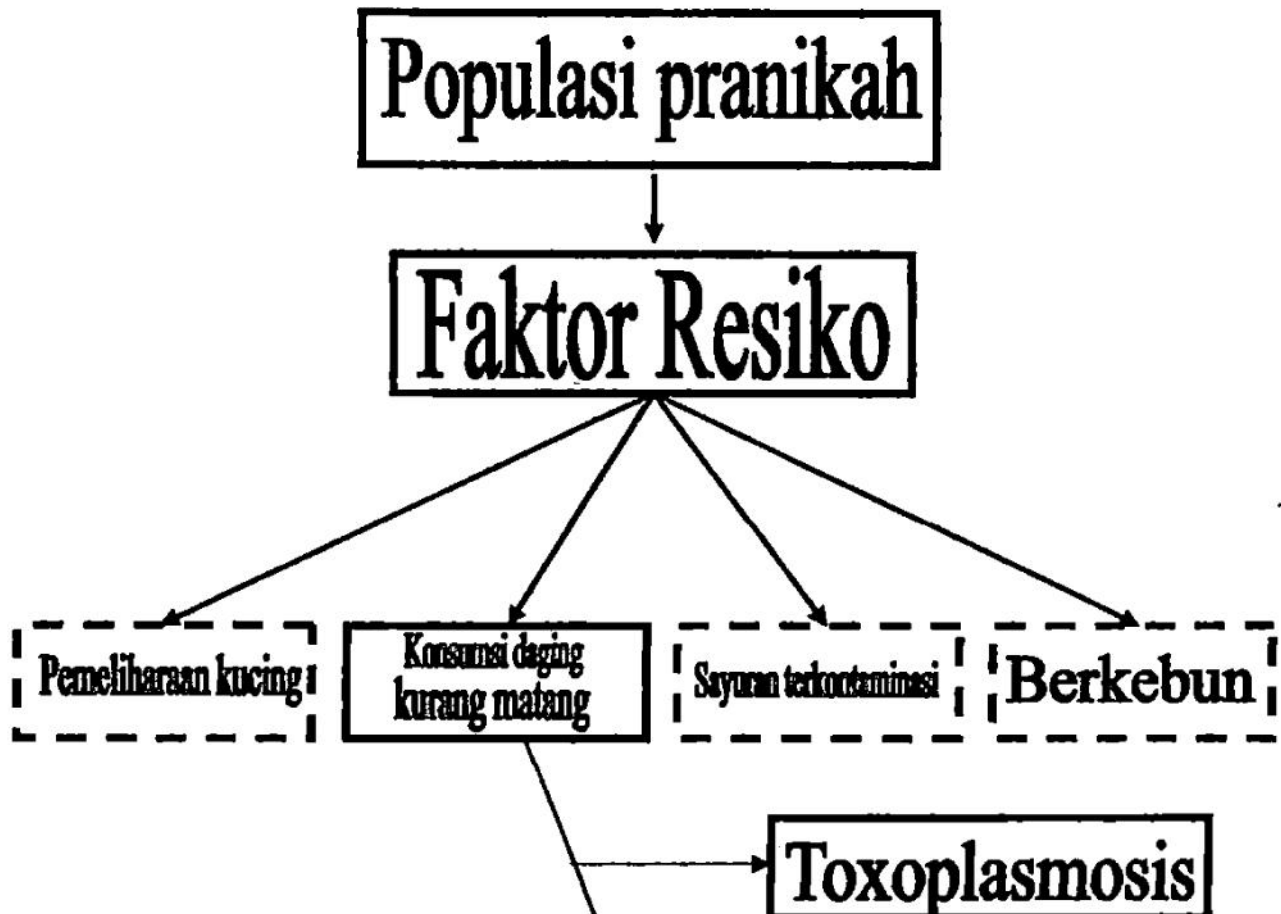 Populasi pranikah
Faktor Resiko
Pemeliharaan kucing
Konsumsi daging
kurang matang
Sayuran terkontaminasi
Berkebun
Toxoplasmosis